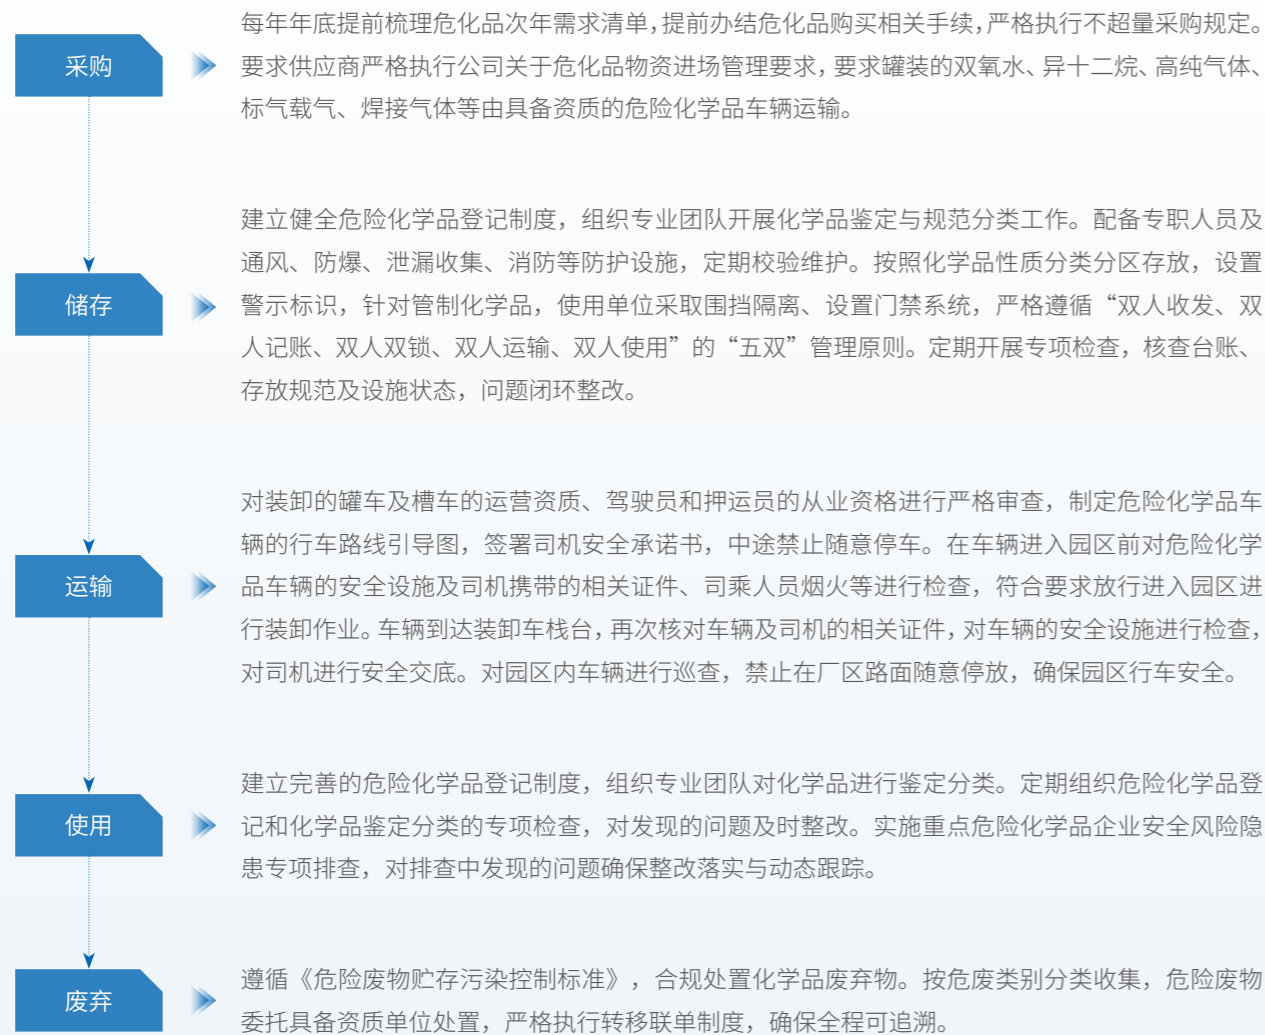 采购
每年年底提前梳理危化品次年需求清单，提前办结危化品购买相关手续，严格执行不超量采购规定。
要求供应商严格执行公司关于危化品物资进场管理要求，要求罐装的双氧水、异十二烷、高纯气体、
标气载气、焊接气体等由具备资质的危险化学品车辆运输。
储存
建立健全危险化学品登记制度，组织专业团队开展化学品鉴定与规范分类工作。配备专职人员及
通风、防爆、泄漏收集、消防等防护设施，定期校验维护。按照化学品性质分类分区存放，设置
警示标识，针对管制化学品，使用单位采取围挡隔离、设置门禁系统，严格遵循“双人收发、双
人记账、双人双锁、双人运输、双人使用”的“五双”管理原则。定期开展专项检查，核查台账、
存放规范及设施状态，问题闭环整改。
运输
对装卸的罐车及槽车的运营资质、驾驶员和押运员的从业资格进行严格审查，制定危险化学品车
辆的行车路线引导图，签署司机安全承诺书，中途禁止随意停车。在车辆进入园区前对危险化学
品车辆的安全设施及司机携带的相关证件、司乘人员烟火等进行检查，符合要求放行进入园区进
行装卸作业。车辆到达装卸车栈台，再次核对车辆及司机的相关证件，对车辆的安全设施进行检查，
对司机进行安全交底。对园区内车辆进行巡查，禁止在厂区路面随意停放，确保园区行车安全。
使用
建立完善的危险化学品登记制度，组织专业团队对化学品进行鉴定分类。定期组织危险化学品登
记和化学品鉴定分类的专项检查，对发现的问题及时整改。实施重点危险化学品企业安全风险隐
患专项排查，对排查中发现的问题确保整改落实与动态跟踪。
废弃
遵循《危险废物贮存污染控制标准》，合规处置化学品废弃物。按危废类别分类收集，危险废物
委托具备资质单位处置，严格执行转移联单制度，确保全程可追溯。